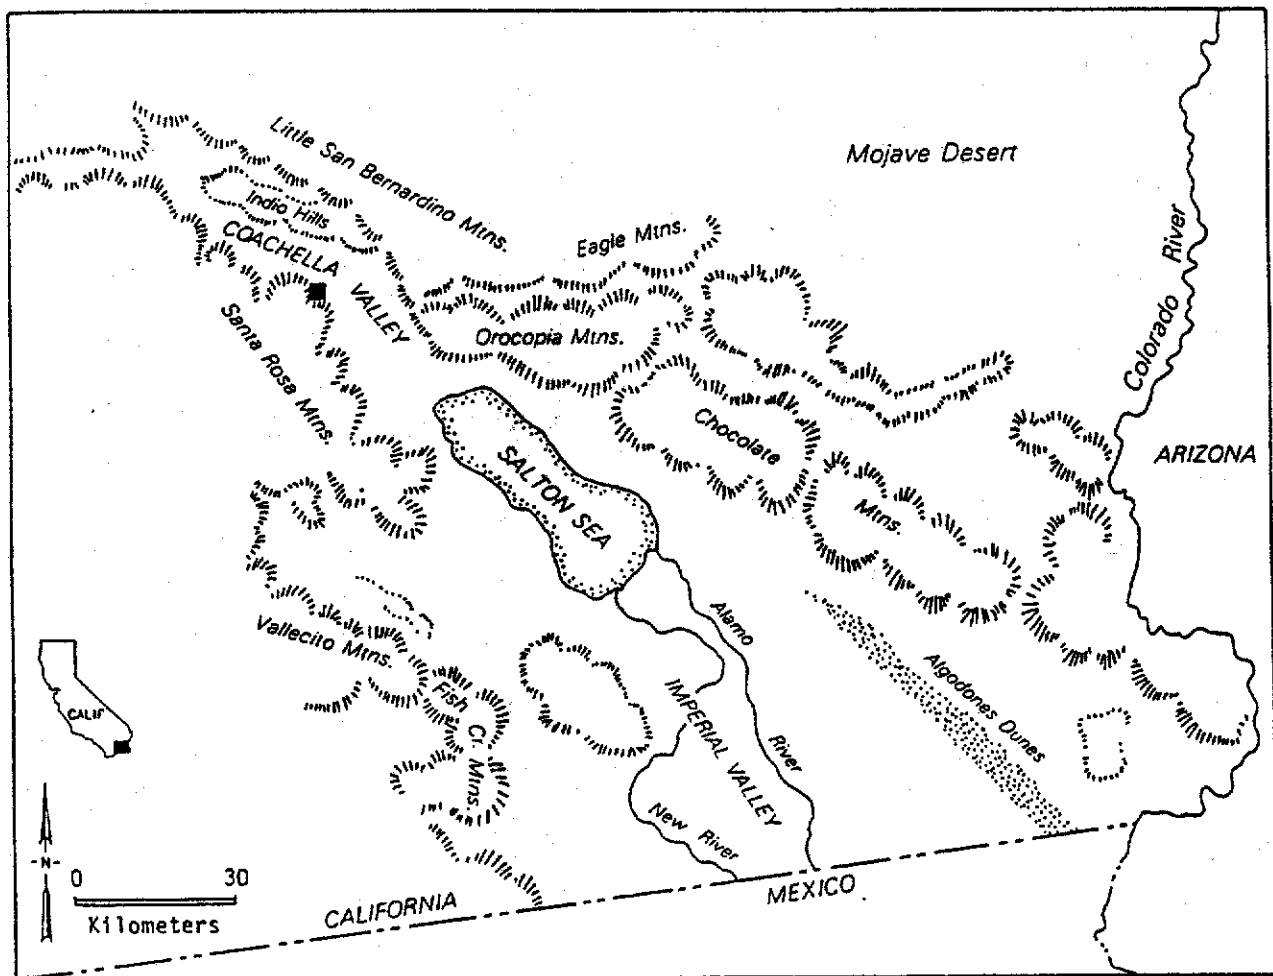 Mojave Desert
Little San Bernardino Mtns.
Indio Hills
COACHELLA
VALLEY
Eagle Mtns.
Orocopia Mtns.
Santa Rosa Mtns.
Colorado River
ARIZONA
Chocolate
Mtns.
SALTON SEA
Vallecito Mtns.
Fish
Cr. Mtns.
Alamo
River
IMPERIAL VALLEY
New River
Algodones Dunes
CALIF
-N-
0 30
Kilometers
CALIFORNIA
MEXICO